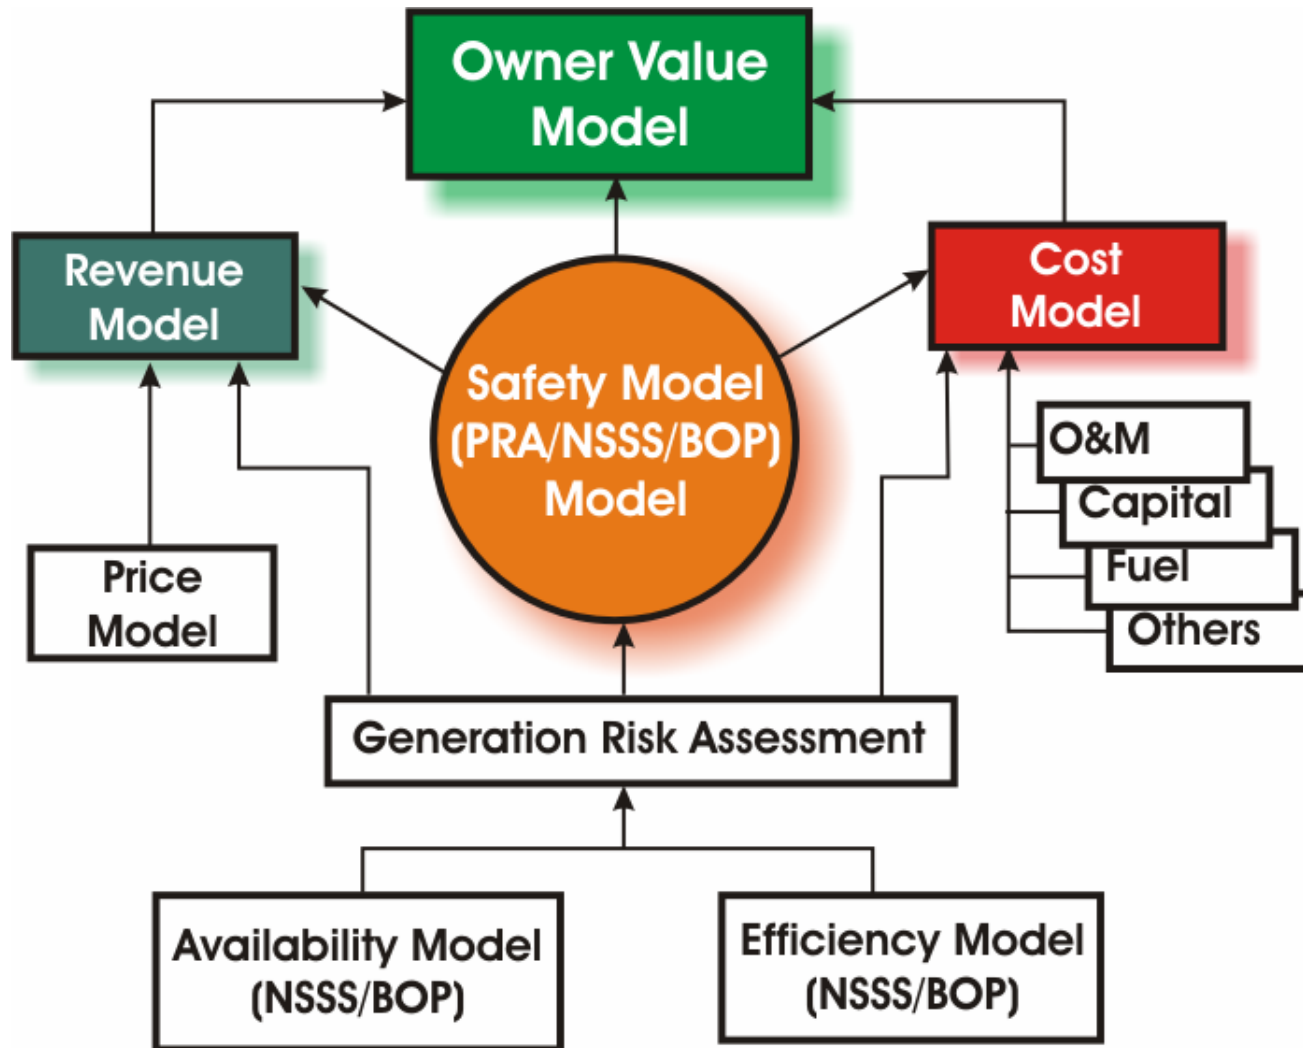 Owner Value
Model
Revenue
Model
Cost
Model
Safety Model
(PRA/NSSS/BOP)
Model
O&M
Capital
Fuel
Others
Price
Model
Generation Risk Assessment
Availability Model
(NSSS/BOP)
Efficiency Model
(NSSS/BOP)